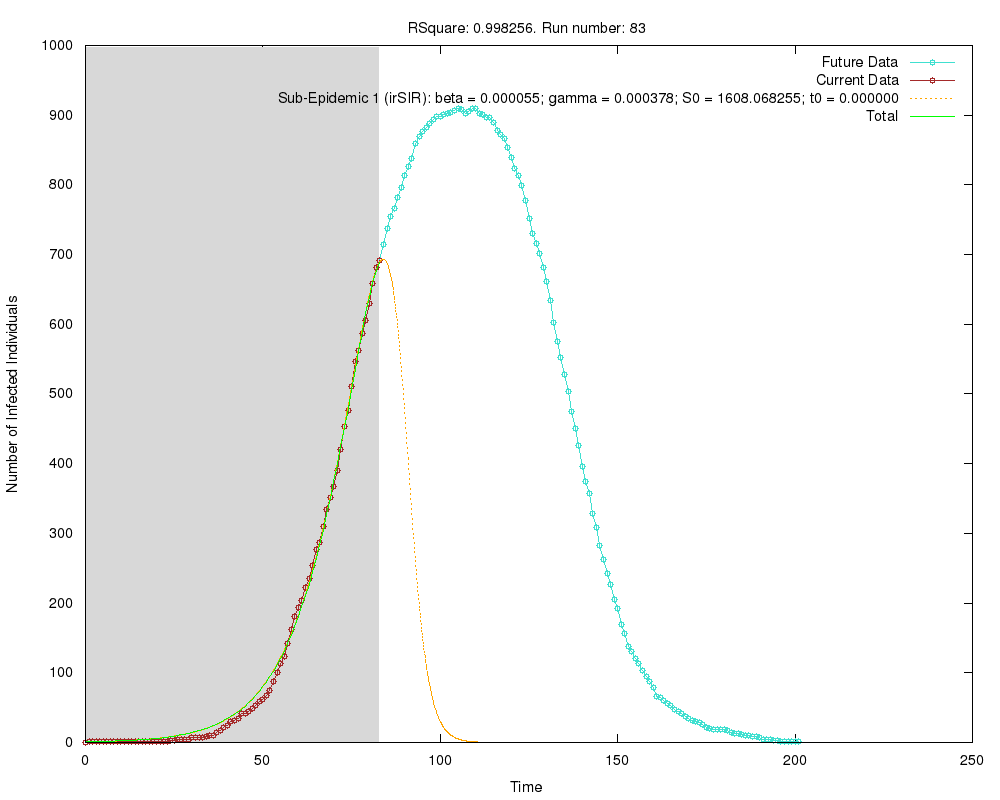 RSquare: 0.998256. Run number: 83
1000
900
800
700
600
500
400
300
200
100
0
Number of Infected Individuals
Future Data
Current Data
Sub-Epidemic 1 (irSIR): beta = 0.000055; gamma = 0.000378; S0 = 1608.068255; t0 = 0.000000
Total
0 50 100 150 200 250
Time